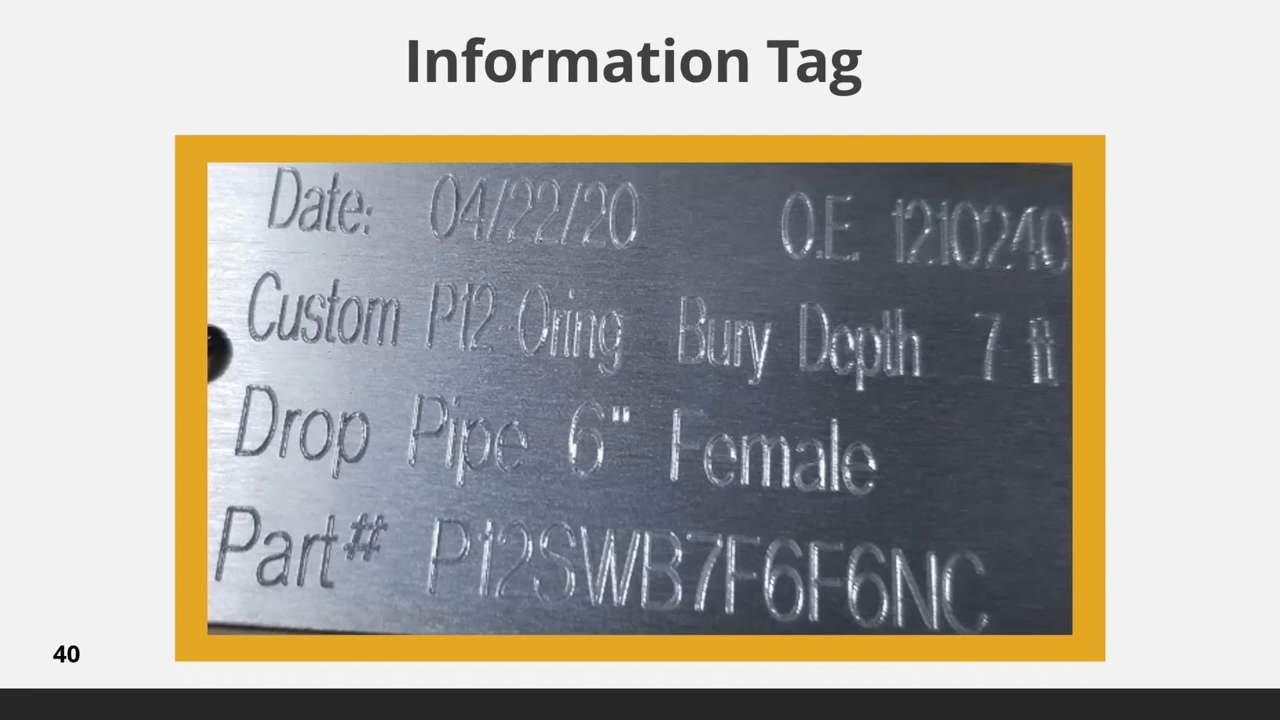 Information Tag
Date: 04/22/20 O.E. 1210240
Custom P12 Oring Bury Depth 7 ft
Drop Pipe 6" Female
Part# P12SWB7F6F6NC
40